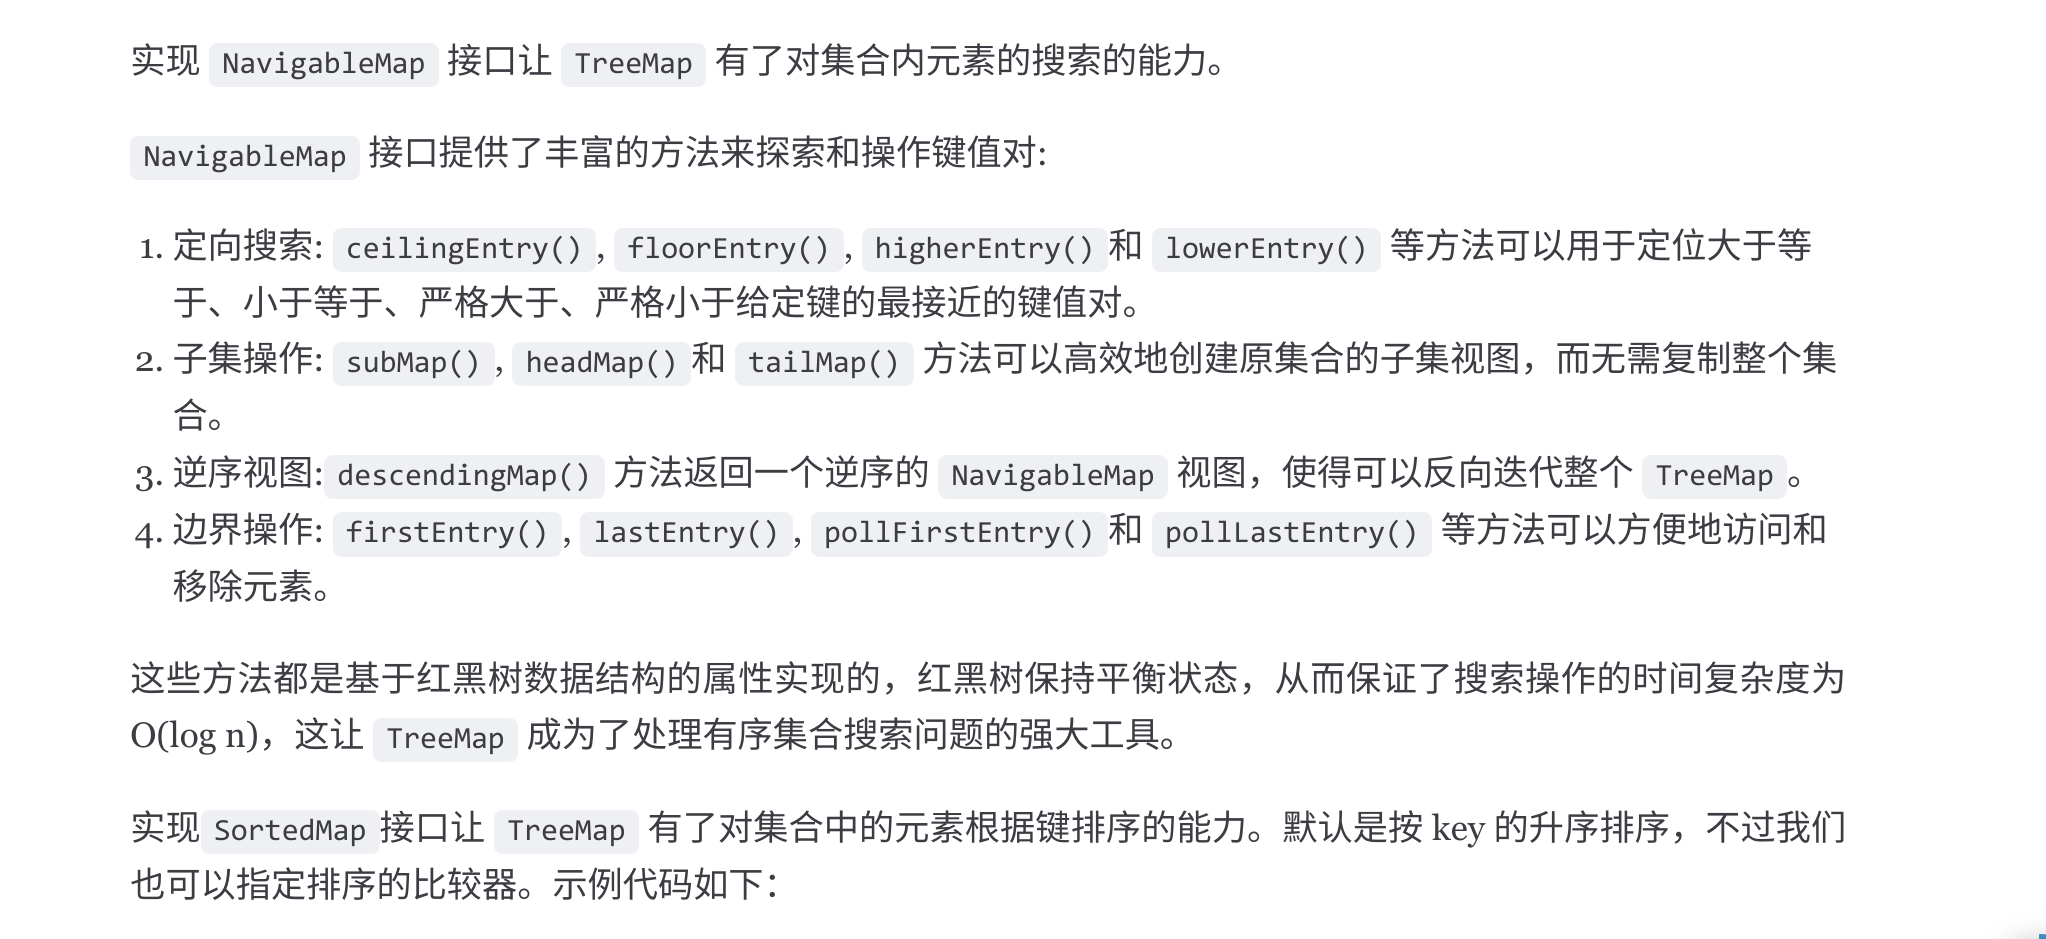 实现 NavigableMap 接口让 TreeMap 有了对集合内元素的搜索的能力。
NavigableMap 接口提供了丰富的方法来探索和操作键值对:
1. 定向搜索: ceilingEntry(), floorEntry(), higherEntry()和 lowerEntry() 等方法可以用于定位大于等
于、小于等于、严格大于、严格小于给定键的最接近的键值对。
2. 子集操作: subMap(), headMap()和 tailMap() 方法可以高效地创建原集合的子集视图，而无需复制整个集
合。
3. 逆序视图:descendingMap() 方法返回一个逆序的 NavigableMap 视图，使得可以反向迭代整个 TreeMap。
4. 边界操作: firstEntry(), lastEntry(), pollFirstEntry()和 pollLastEntry() 等方法可以方便地访问和
移除元素。
这些方法都是基于红黑树数据结构的属性实现的，红黑树保持平衡状态，从而保证了搜索操作的时间复杂度为
O(log n)，这让 TreeMap 成为了处理有序集合搜索问题的强大工具。
实现SortedMap接口让 TreeMap 有了对集合中的元素根据键排序的能力。默认是按 key 的升序排序，不过我们
也可以指定排序的比较器。示例代码如下：